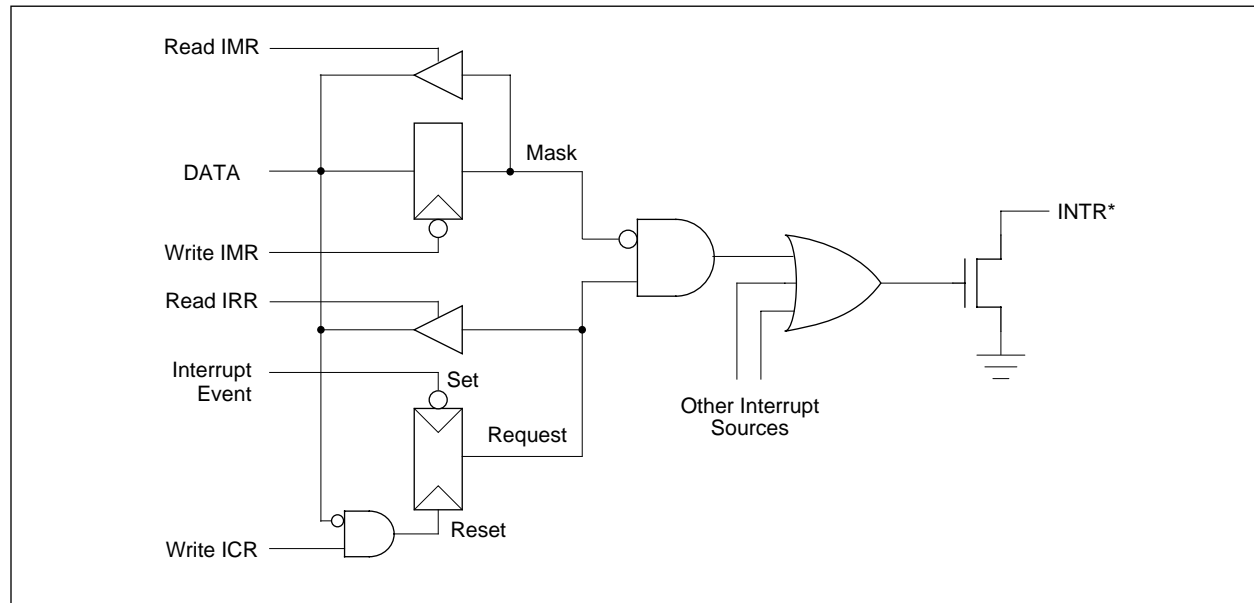 Read IMR
Mask
DATA
INTR*
Write IMR
Read IRR
Interrupt
Event
Set
Request
Other Interrupt
Sources
Reset
Write ICR